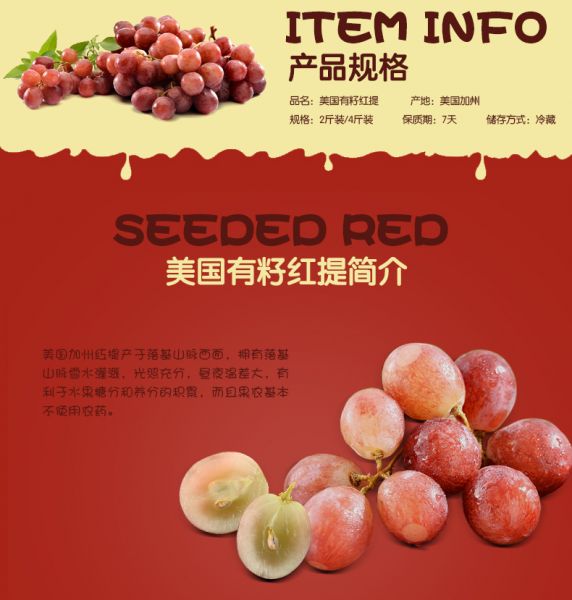 ITEM INFO
产品规格
品名：美国有籽红提 产地：美国加州
规格：2斤装/4斤装 保质期：7天 储存方式：冷藏
SEEDED RED
美国有籽红提简介
美国加州红提产于落基山脉西面，拥有落基
山脉雪水灌溉，光照充分，昼夜温差大，有
利于水果糖分和养分的积累，而且果农基本
不使用农药。